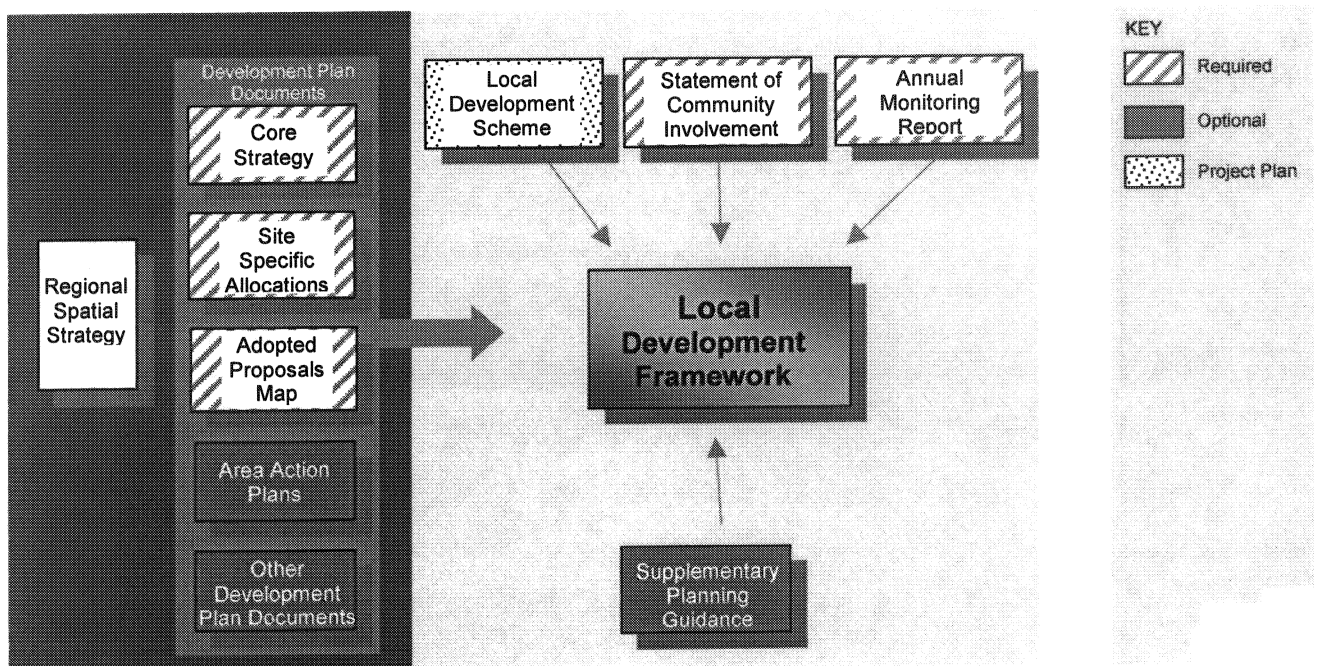 Regional
Spatial
Strategy
Development Plan
Documents
Core
Strategy
Site
Specific
Allocations
Adopted
Proposals
Map
Area Action
Plans
Other
Development
Plan Documents
Local
Development
Scheme
Statement of
Community
Involvement
Annual
Monitoring
Report
Local
Development
Framework
Supplementary
Planning
Guidance
KEY
Required
Optional
Project Plan